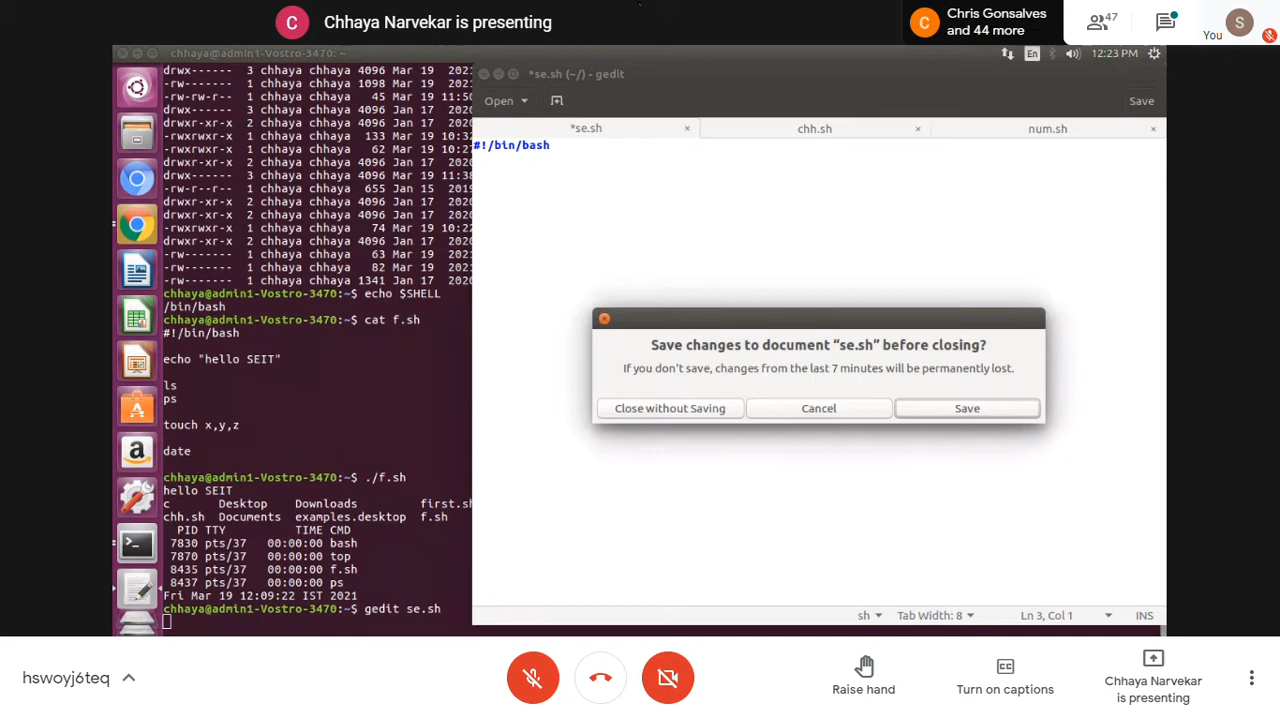 C
Chhaya Narvekar is presenting
C
Chris Gonsalves
and 44 more
47
You
S
chhaya@admin1-Vostro-3470: ~
En
12:23 PM
drwx------ 3 chhaya chhaya 4096 Mar 19 2021
-rw------- 1 chhaya chhaya 1098 Mar 19 2021
-rw-rw-r-- 1 chhaya chhaya 45 Mar 19 11:50
drwx------ 3 chhaya chhaya 4096 Mar 19 2021
drwxr-xr-x 2 chhaya chhaya 4096 Jan 17 2020
-rwxrwxr-x 1 chhaya chhaya 133 Mar 19 10:32
-rwxrwxr-x 1 chhaya chhaya 62 Mar 19 10:27
drwxr-xr-x 2 chhaya chhaya 4096 Jan 17 2020
drwx------ 3 chhaya chhaya 4096 Mar 19 11:38
-rw-r--r-- 1 chhaya chhaya 655 Jan 15 2019
drwxr-xr-x 2 chhaya chhaya 4096 Jan 17 2020
drwxr-xr-x 2 chhaya chhaya 4096 Jan 17 2020
-rwxrwxr-x 1 chhaya chhaya 74 Mar 19 10:22
drwxr-xr-x 2 chhaya chhaya 4096 Jan 17 2020
-rw------- 1 chhaya chhaya 63 Mar 19 2021
-rw------- 1 chhaya chhaya 82 Mar 19 2021
-rw------- 1 chhaya chhaya 1341 Jan 17 2020
chhaya@admin1-Vostro-3470:~$ echo $SHELL
/bin/bash
chhaya@admin1-Vostro-3470:~$ cat f.sh
#!/bin/bash
echo "hello SEIT"
ls
ps
touch x,y,z
date
chhaya@admin1-Vostro-3470:~$ ./f.sh
hello SEIT
c Desktop Downloads first.sh
chh.sh Documents examples.desktop f.sh
PID TTY TIME CMD
7830 pts/37 00:00:00 bash
7870 pts/37 00:00:00 top
8435 pts/37 00:00:00 f.sh
8437 pts/37 00:00:00 ps
Fri Mar 19 12:09:22 IST 2021
chhaya@admin1-Vostro-3470:~$ gedit se.sh
*se.sh (~/) - gedit
Open
Save
*se.sh × chh.sh × num.sh ×
#!/bin/bash
Save changes to document “se.sh” before closing?
If you don't save, changes from the last 7 minutes will be permanently lost.
Close without Saving Cancel Save
sh Tab Width: 8 Ln 3, Col 1 INS
hswoyj6teq
Raise hand
Turn on captions
Chhaya Narvekar
is presenting